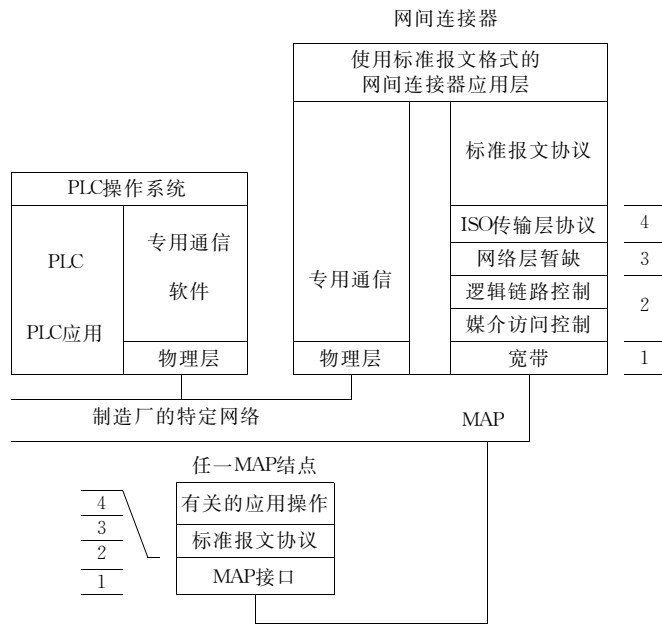 网间连接器
使用标准报文格式的
网间连接器应用层
标准报文协议
PLC操作系统
ISO传输层协议
4
专用通信
网络层暂缺
3
PLC
专用通信
逻辑链路控制
2
软件
媒介访问控制
PLC应用
物理层
物理层
宽带
1
制造厂的特定网络
MAP
任一MAP结点
4
有关的应用操作
3
标准报文协议
2
MAP接口
1